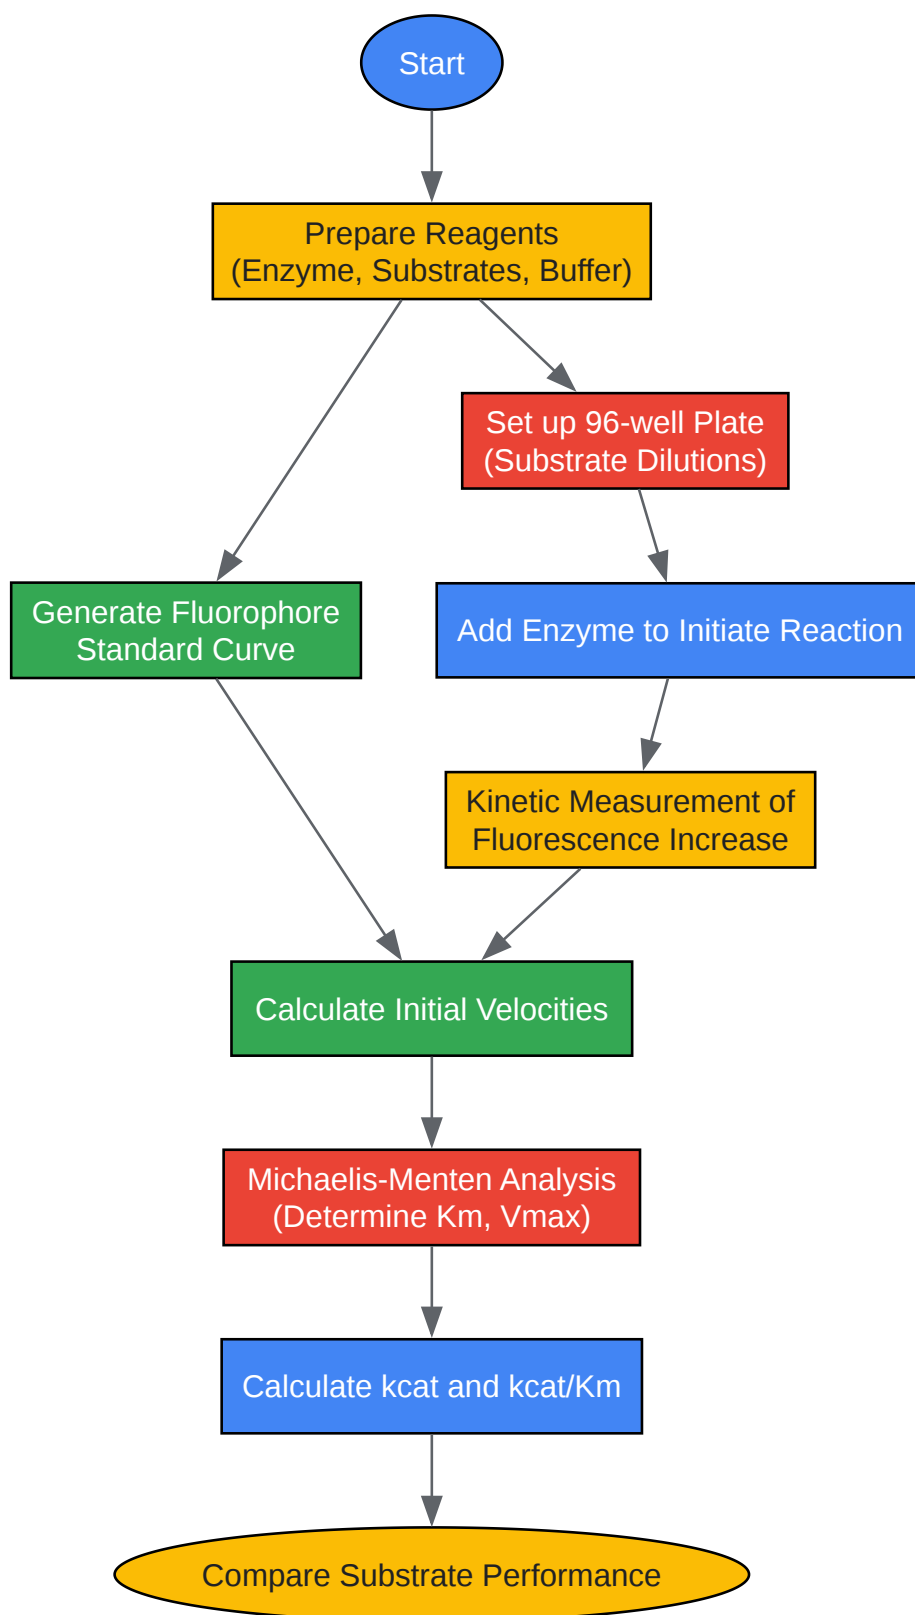 Start
Prepare Reagents
(Enzyme, Substrates, Buffer)
Set up 96-well Plate
(Substrate Dilutions)
Generate Fluorophore
Standard Curve
Add Enzyme to Initiate Reaction
Kinetic Measurement of
Fluorescence Increase
Calculate Initial Velocities
Michaelis-Menten Analysis
(Determine Km, Vmax)
Calculate kcat and kcat/Km
Compare Substrate Performance